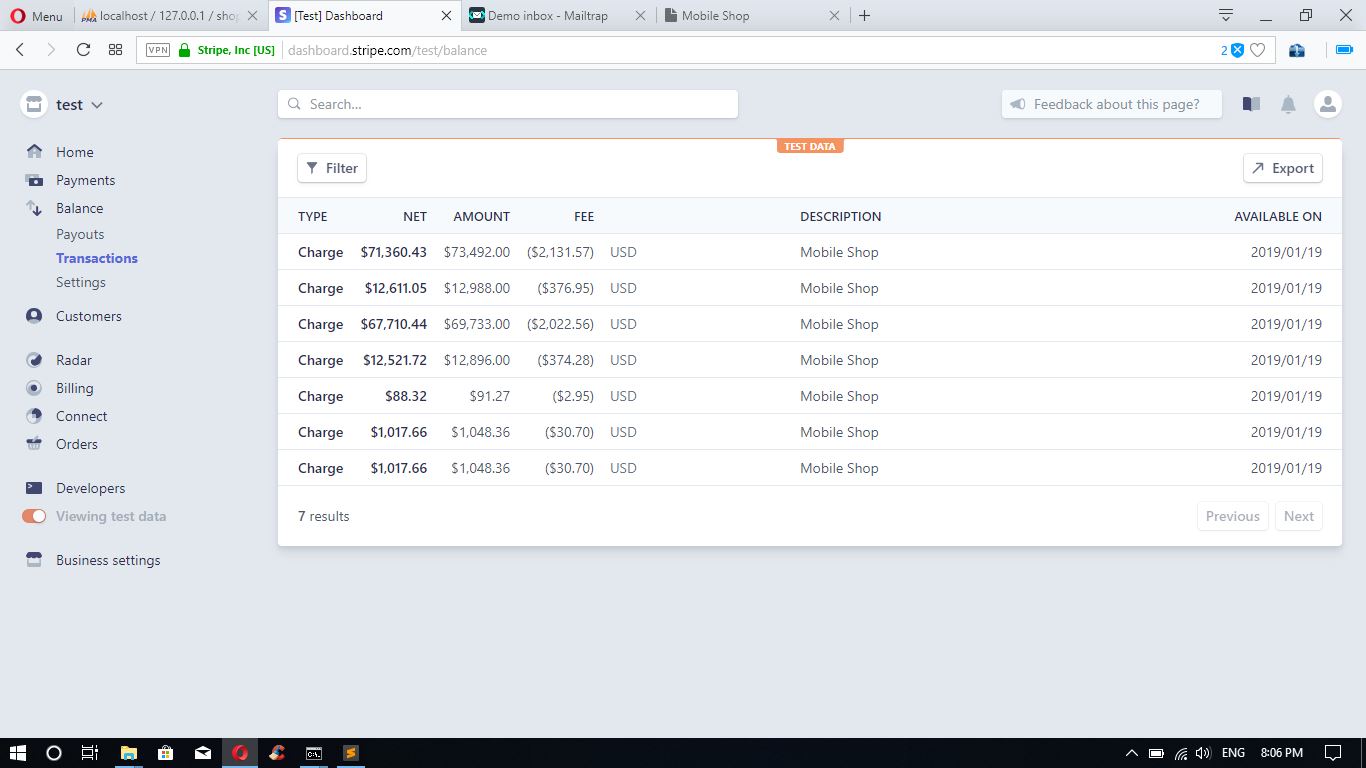 Menu
localhost / 127.0.0.1 / shop
[Test] Dashboard
Demo inbox - Mailtrap
Mobile Shop
VPN
Stripe, Inc [US]
dashboard.stripe.com/test/balance
2
test
Search...
Feedback about this page?
Home
Payments
Balance
Payouts
Transactions
Settings
Customers
Radar
Billing
Connect
Orders
Developers
Viewing test data
Business settings
TEST DATA
Filter
Export
TYPE NET AMOUNT FEE DESCRIPTION AVAILABLE ON
Charge $71,360.43 $73,492.00 ($2,131.57) USD Mobile Shop 2019/01/19
Charge $12,611.05 $12,988.00 ($376.95) USD Mobile Shop 2019/01/19
Charge $67,710.44 $69,733.00 ($2,022.56) USD Mobile Shop 2019/01/19
Charge $12,521.72 $12,896.00 ($374.28) USD Mobile Shop 2019/01/19
Charge $88.32 $91.27 ($2.95) USD Mobile Shop 2019/01/19
Charge $1,017.66 $1,048.36 ($30.70) USD Mobile Shop 2019/01/19
Charge $1,017.66 $1,048.36 ($30.70) USD Mobile Shop 2019/01/19
7 results
Previous
Next
ENG
8:06 PM